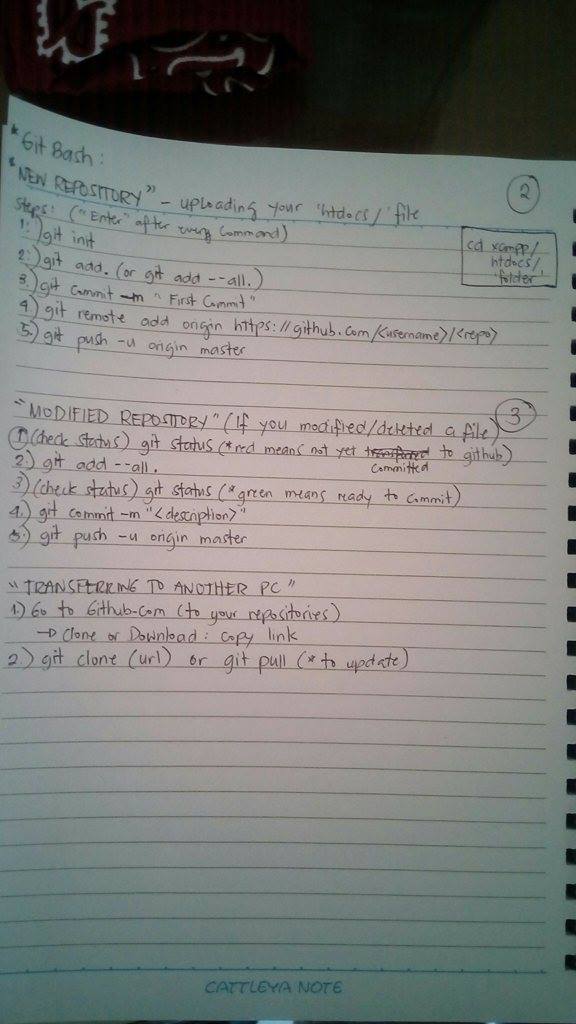 * Git Bash:
* "NEW REPOSITORY" – uploading your 'htdocs/' file
②
Steps: ("Enter" after every command)
1.) git init
cd xampp/
htdocs/
'folder'
2.) git add. (or git add --all.)
3.) git commit -m "First Commit"
4.) git remote add origin https://github.com/<username>/<repo>
5.) git push -u origin master
"MODIFIED REPOSITORY" (If you modified/deleted a file)
③
1.) (check status) git status (*red means not yet committed to github)
2.) git add --all.
3.) (check status) git status (*green means ready to commit)
4.) git commit -m "<description>"
5.) git push -u origin master
"TRANSFERRING TO ANOTHER PC"
1.) Go to Github.com (to your repositories)
→ Clone or Download: copy link
2.) git clone (url) or git pull (* to update)
CATTLEYA NOTE